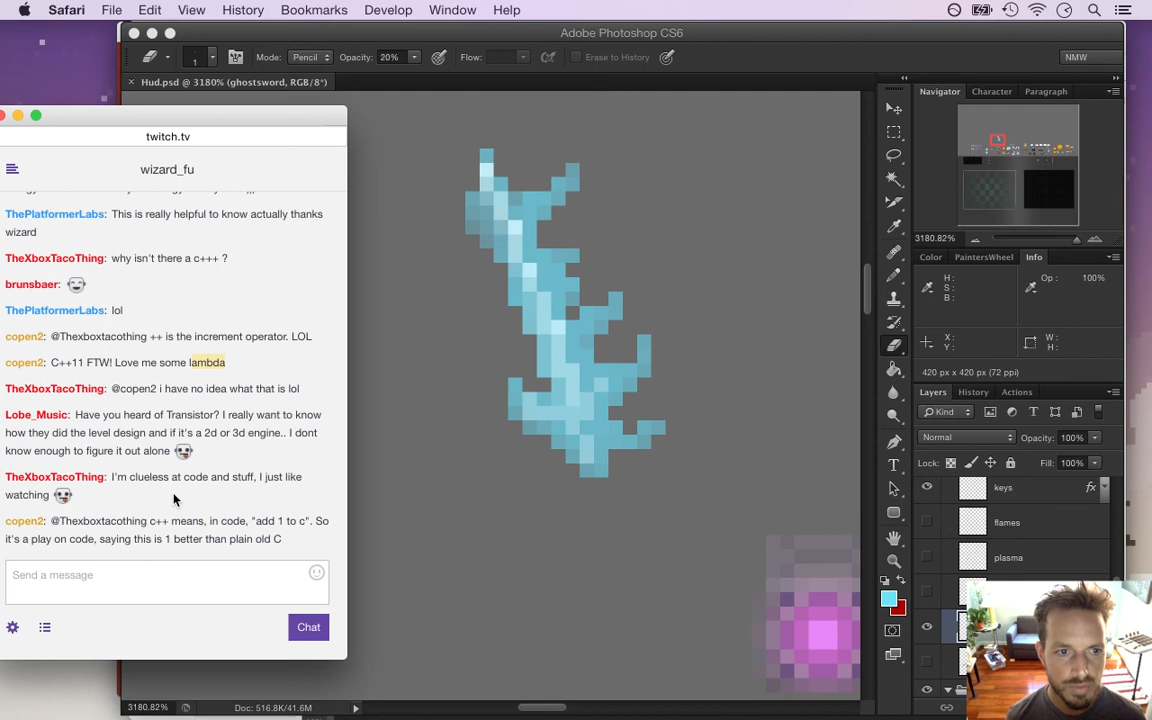 Safari File Edit View History Bookmarks Develop Window Help
Adobe Photoshop CS6
1 Mode: Pencil Opacity: 20% Flow: Erase to History NMW
Hud.psd @ 3180% (ghostsword, RGB/8*)
twitch.tv
wizard_fu
ThePlatformerLabs: This is really helpful to know actually thanks
wizard
TheXboxTacoThing: why isn't there a c+++ ?
brunsbaer:
ThePlatformerLabs: lol
copen2: @Thexboxtacothing ++ is the increment operator. LOL
copen2: C++11 FTW! Love me some lambda
TheXboxTacoThing: @copen2 i have no idea what that is lol
Lobe_Music: Have you heard of Transistor? I really want to know
how they did the level design and if it's a 2d or 3d engine.. I dont
know enough to figure it out alone
TheXboxTacoThing: I'm clueless at code and stuff, I just like
watching
copen2: @Thexboxtacothing c++ means, in code, "add 1 to c". So
it's a play on code, saying this is 1 better than plain old C
Send a message
Chat
Navigator Character Paragraph
3180.82%
Color PaintersWheel Info
H:
S:
B:
Op: 100%
X:
Y:
W:
H:
420 px x 420 px (72 ppi)
Layers History Actions
Kind
Normal Opacity: 100%
Lock: Fill: 100%
keys fx
flames
plasma
3180.82% Doc: 516.8K/41.6M